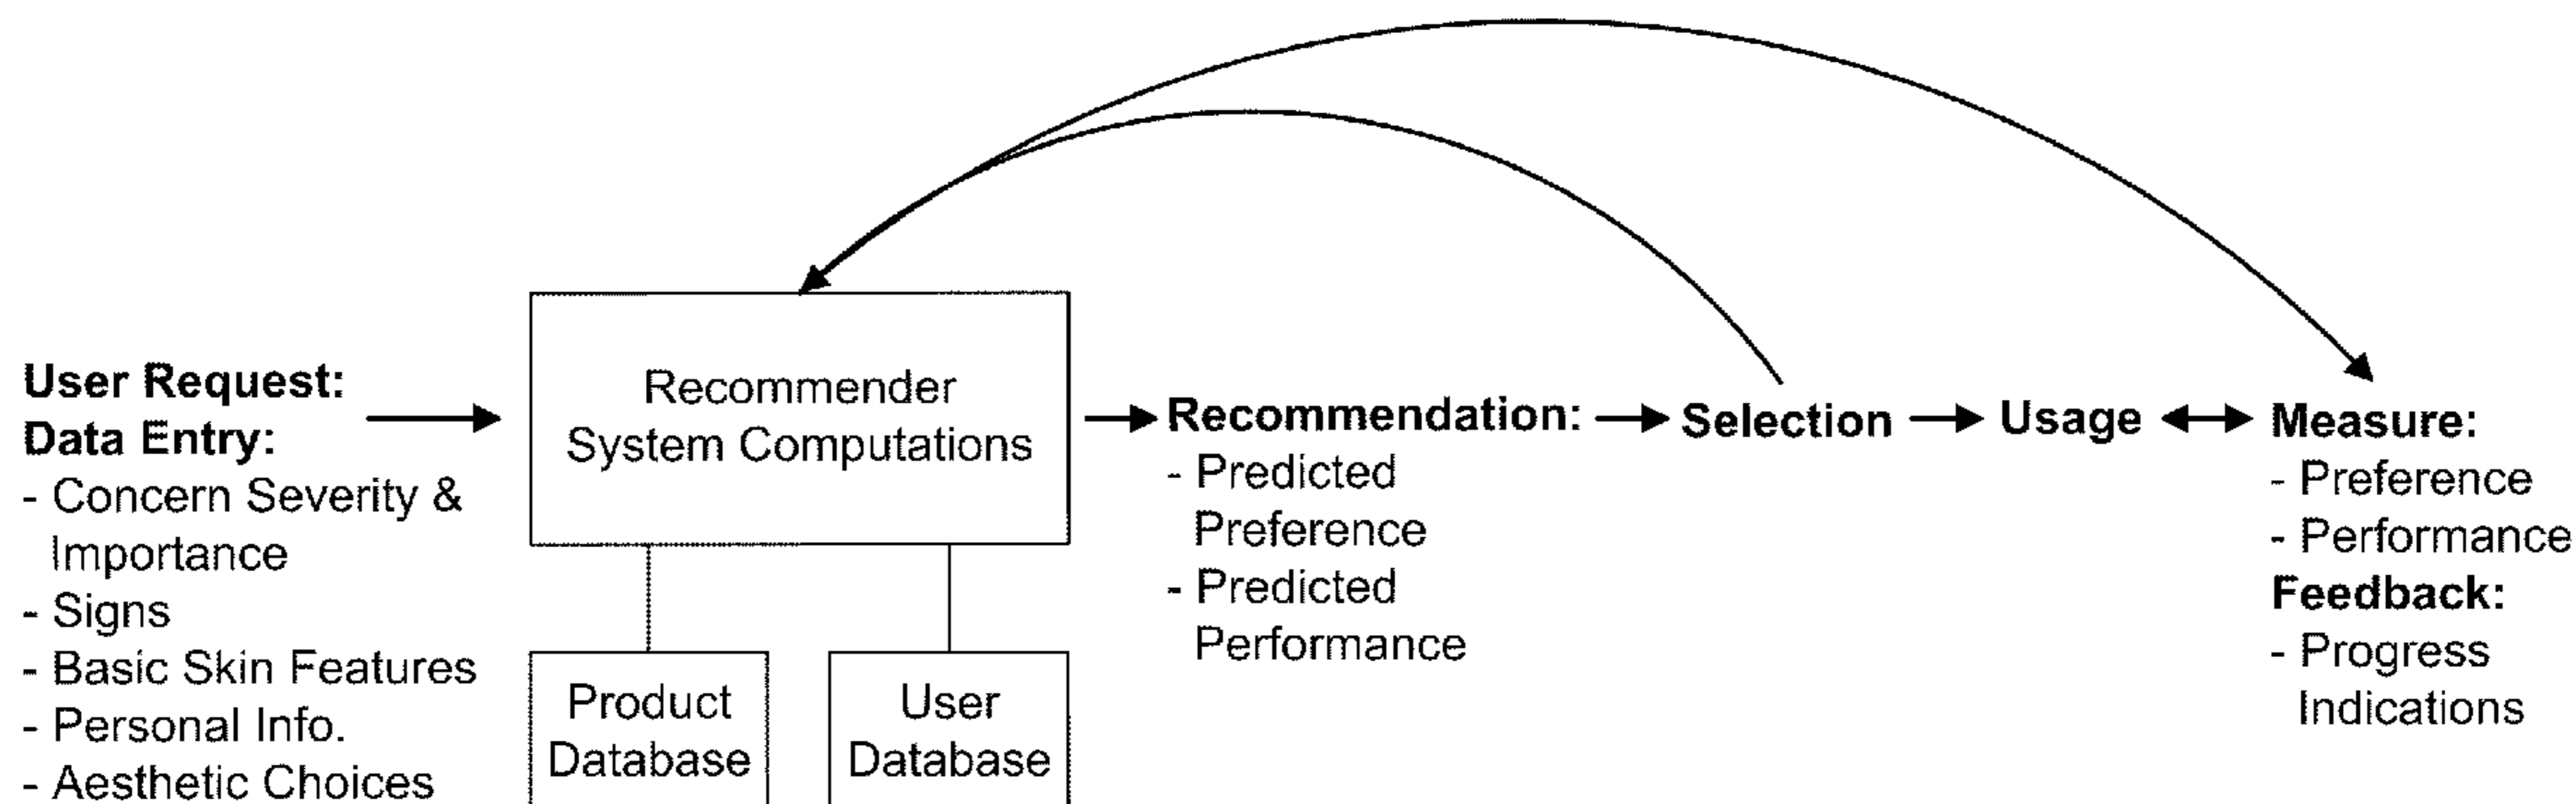 User Request:
Data Entry:
- Concern Severity &
Importance
- Signs
- Basic Skin Features
- Personal Info.
- Aesthetic Choices
Recommender
System Computations
Product
Database
User
Database
Recommendation:
- Predicted
Preference
- Predicted
Performance
Selection
Usage
Measure:
- Preference
- Performance
Feedback:
- Progress
Indications